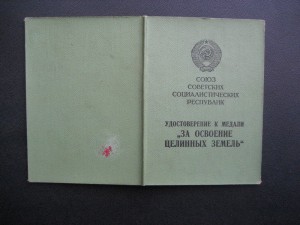 СОЮЗ
СОВЕТСКИХ
СОЦИАЛИСТИЧЕСКИХ
РЕСПУБЛИК
УДОСТОВЕРЕНИЕ К МЕДАЛИ
„ЗА ОСВОЕНИЕ
ЦЕЛИННЫХ ЗЕМЕЛЬ“